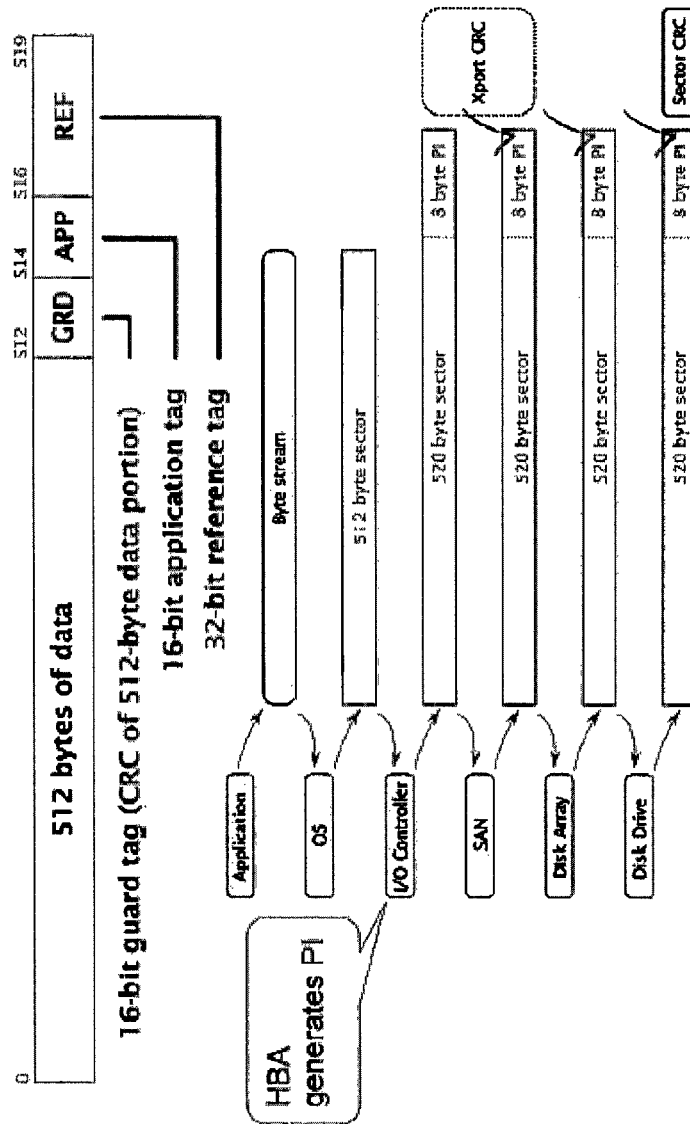 0 512 514 516 519
512 bytes of data GRD APP REF
16-bit guard tag (CRC of 512-byte data portion)
16-bit application tag
32-bit reference tag
HBA
generates PI
Application
Byte stream
OS
512 byte sector
I/O Controller
520 byte sector 8 byte PI
SAN
520 byte sector 8 byte PI
Xport CRC
Disk Array
520 byte sector 8 byte PI
Disk Drive
520 byte sector 8 byte PI
Sector CRC